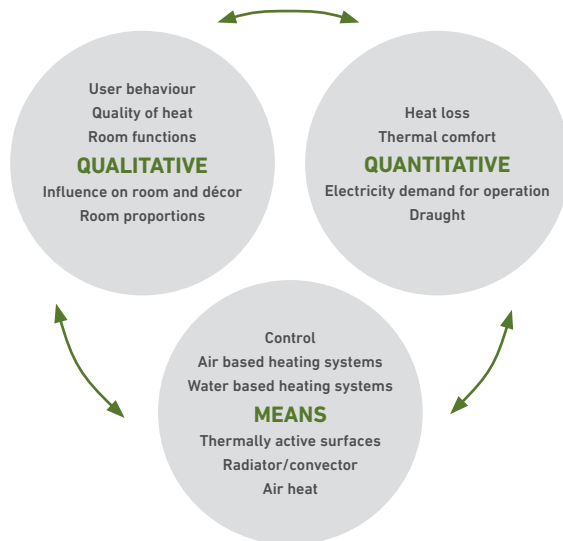 User behaviour
Quality of heat
Room functions
QUALITATIVE
Influence on room and décor
Room proportions
Heat loss
Thermal comfort
QUANTITATIVE
Electricity demand for operation
Draught
Control
Air based heating systems
Water based heating systems
MEANS
Thermally active surfaces
Radiator/convector
Air heat